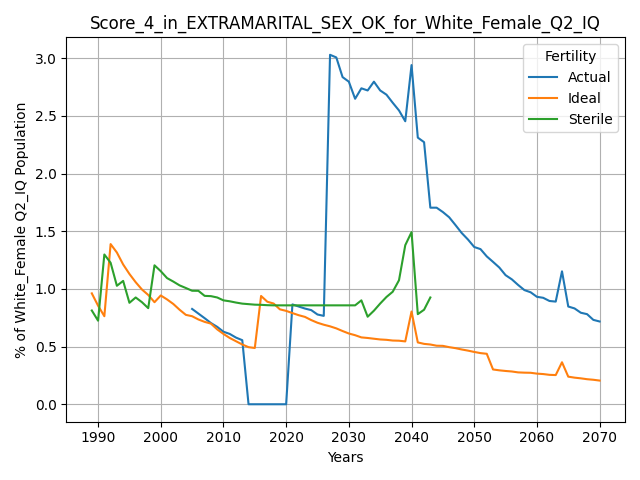 Score_4_in_EXTRAMARITAL_SEX_OK_for_White_Female_Q2_IQ
Fertility
Actual
Ideal
Sterile
% of White_Female Q2_IQ Population
3.0
2.5
2.0
1.5
1.0
0.5
0.0
1990 2000 2010 2020 2030 2040 2050 2060 2070
Years